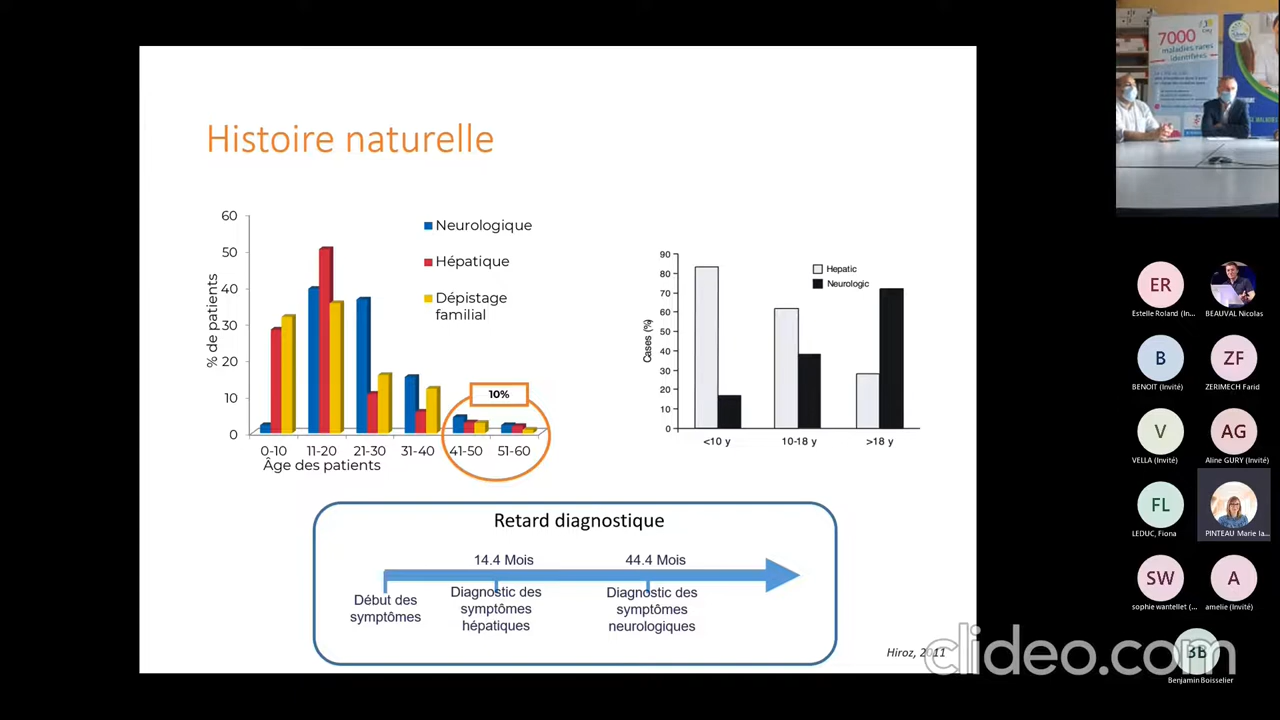 Histoire naturelle
60
50
40
30
20
10
0
% de patients
Neurologique
Hépatique
Dépistage
familial
10%
0-10 11-20 21-30 31-40 41-50 51-60
Âge des patients
90
80
70
60
50
40
30
20
10
0
Cases (%)
Hepatic
Neurologic
<10 y 10-18 y >18 y
Retard diagnostique
14.4 Mois 44.4 Mois
Début des
symptômes
Diagnostic des
symptômes
hépatiques
Diagnostic des
symptômes
neurologiques
Hiroz, 2011
7000
maladies rares
identifiées
ER
Estelle Roland (In...
BEAUVAL Nicolas
B
BENOIT (Invité)
ZF
ZERIMECH Farid
V
VELLA (Invité)
AG
Aline GURY (Invité)
FL
LEDUC, Fiona
PINTEAU Marie la...
SW
sophie wantellet (...
A
amelie (Invité)
BB
Benjamin Boisselier
clideo.com